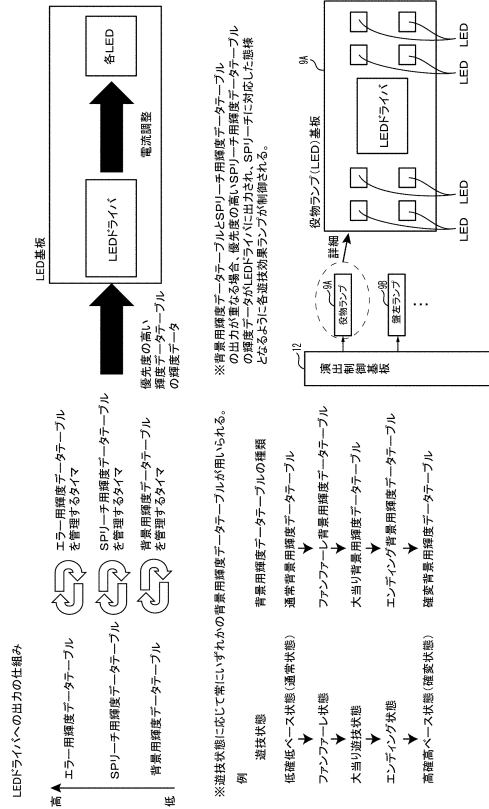 LEDドライバへの出力の仕組み
高
エラー用輝度データテーブル
SPリーチ用輝度データテーブル
背景用輝度データテーブル
低
エラー用輝度データテーブル
を管理するタイマ
SPリーチ用輝度データテーブル
を管理するタイマ
背景用輝度データテーブル
を管理するタイマ
優先度の高い
輝度データテーブル
の輝度データ
LED基板
LEDドライバ
電流調整
各LED
※遊技状態に応じて常にいずれかの背景用輝度データテーブルが用いられる。
例
遊技状態
背景用輝度データテーブルの種類
低確低ベース状態(通常状態)
通常背景用輝度データテーブル
ファンファーレ状態
ファンファーレ背景用輝度データテーブル
大当り遊技状態
大当り背景用輝度データテーブル
エンディング状態
エンディング背景用輝度データテーブル
高確高ベース状態(確変状態)
確変背景用輝度データテーブル
※背景用輝度データテーブルとSPリーチ用輝度データテーブル
の出力が重なる場合、優先度の高いSPリーチ用輝度データテーブル
の輝度データがLEDドライバに出力され、SPリーチに対応した態様
となるように各遊技効果ランプが制御される。
12
演出制御基板
9A
役物ランプ
9B
盤左ランプ
詳細
役物ランプ(LED)基板
9A
LEDドライバ
LED
LED
LED
LED